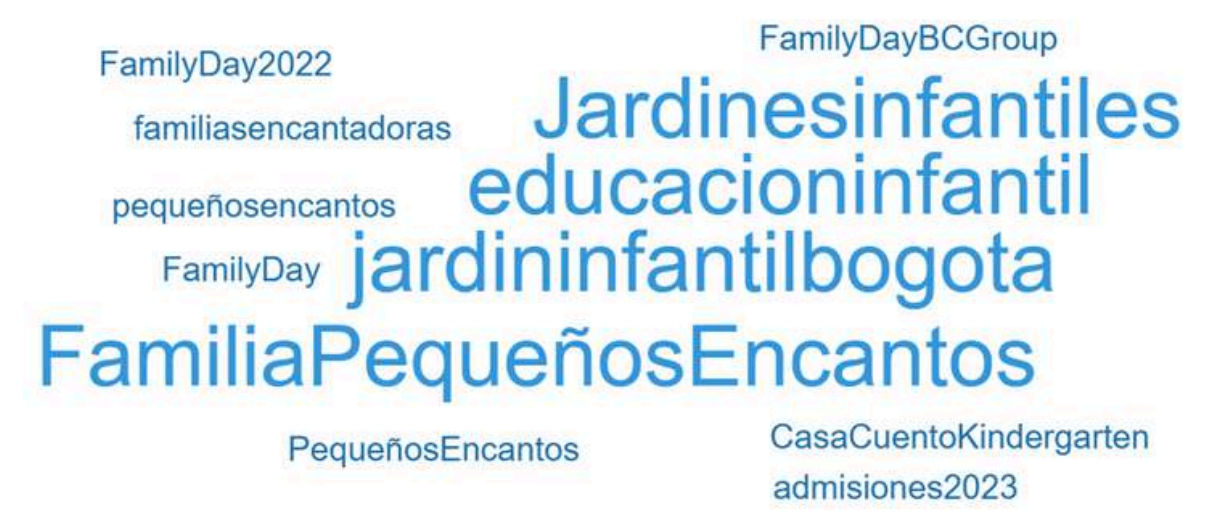 FamilyDayBCGroup
FamilyDay2022
Jardinesinfantiles
familiasencantadoras
educacioninfantil
pequeñosencantos
jardininfantilbogota
FamilyDay
FamiliaPequeñosEncantos
CasaCuentoKindergarten
PequeñosEncantos
admisiones2023